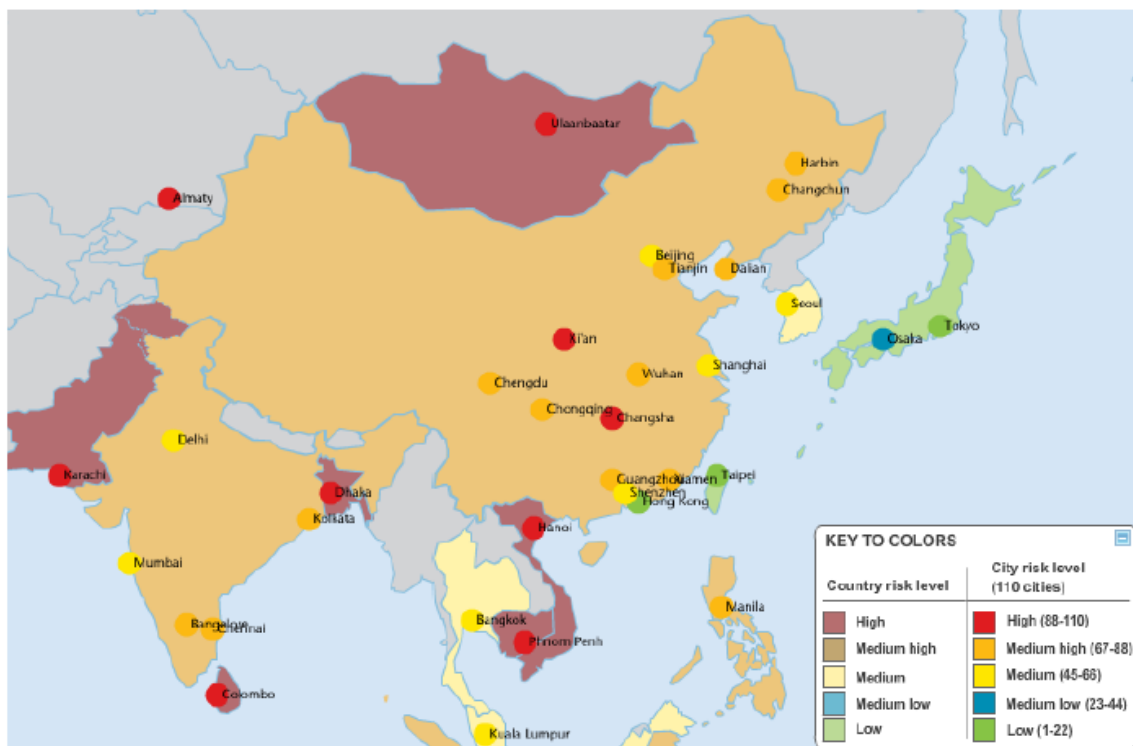 Ulaanbaatar
Harbin
Changchun
Almaty
Beijing
Tianjin
Dalian
Seoul
Tokyo
Osaka
Xi'an
Shanghai
Wuhan
Chengdu
Chongqing
Changsha
Delhi
Karachi
Guangzhou
Xiamen
Taipei
Shenzhen
Hong Kong
Dhaka
Kolkata
Hanoi
Mumbai
Manila
Bangalore
Chennai
Bangkok
Phnom Penh
Colombo
Kuala Lumpur
KEY TO COLORS
Country risk level
High
Medium high
Medium
Medium low
Low
City risk level
(110 cities)
High (88-110)
Medium high (67-88)
Medium (45-66)
Medium low (23-44)
Low (1-22)